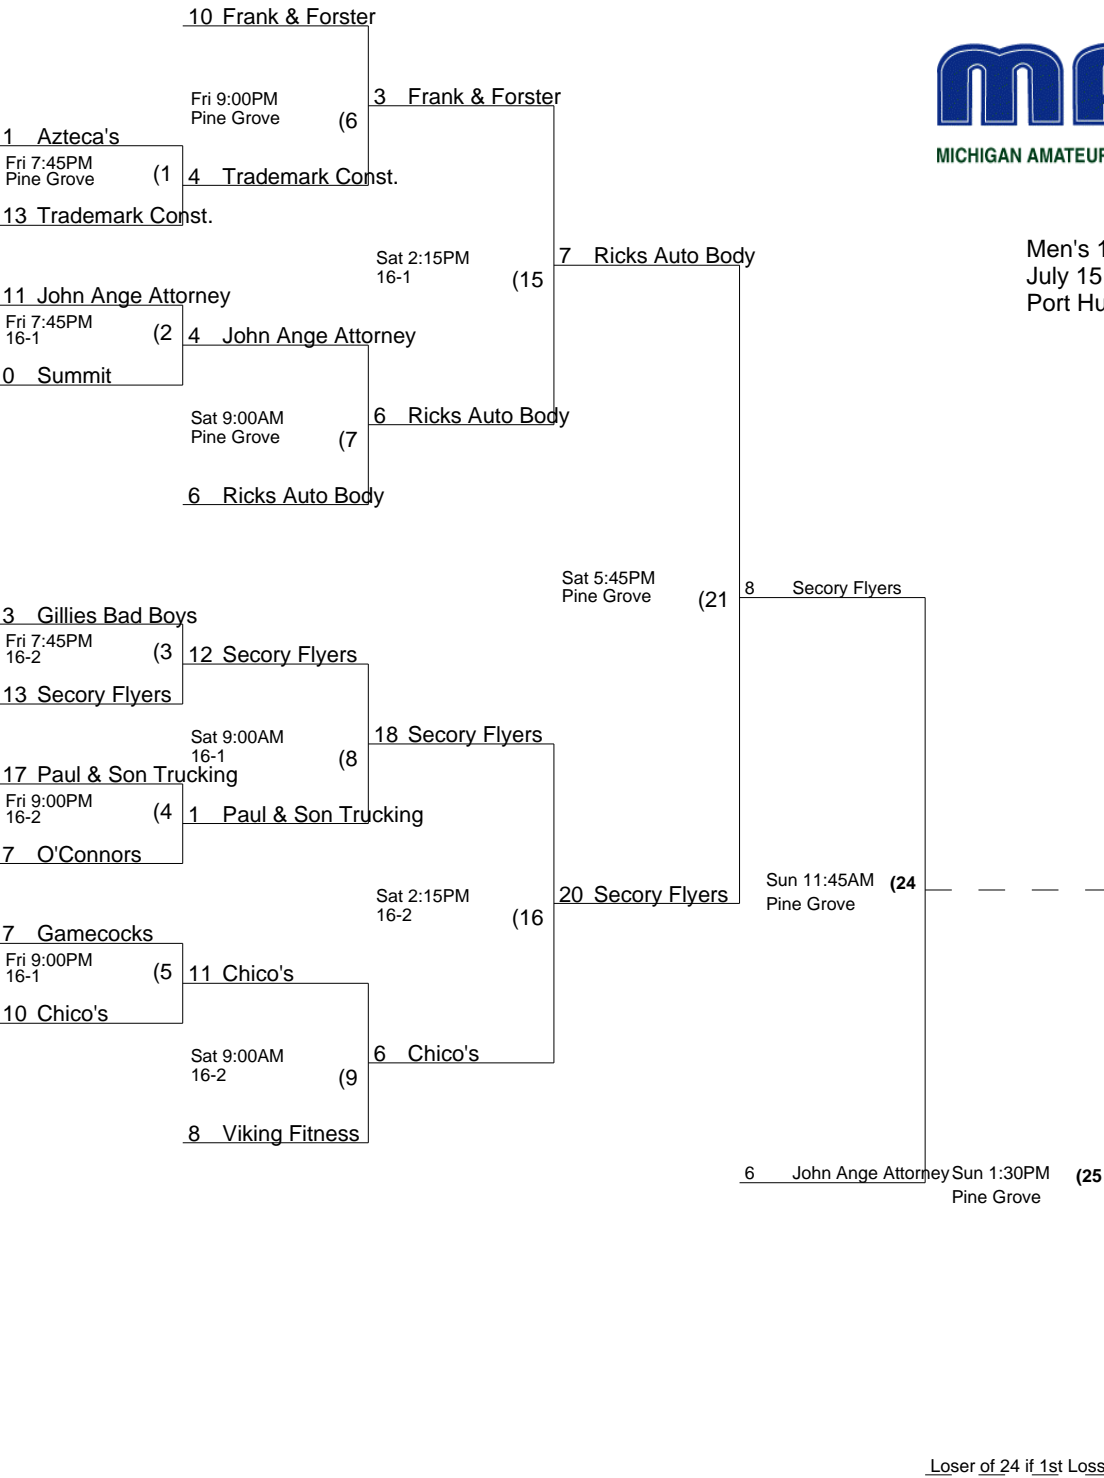 10 Frank & Forster
Fri 9:00PM
Pine Grove (6
3 Frank & Forster
1 Azteca's
Fri 7:45PM
Pine Grove (1
4 Trademark Const.
13 Trademark Const.
Sat 2:15PM
16-1 (15
7 Ricks Auto Body
11 John Ange Attorney
Fri 7:45PM
16-1 (2
4 John Ange Attorney
0 Summit
Sat 9:00AM
Pine Grove (7
6 Ricks Auto Body
6 Ricks Auto Body
Sat 5:45PM
Pine Grove (21
8 Secory Flyers
3 Gillies Bad Boys
Fri 7:45PM
16-2 (3
12 Secory Flyers
13 Secory Flyers
Sat 9:00AM
16-1 (8
18 Secory Flyers
17 Paul & Son Trucking
Fri 9:00PM
16-2 (4
1 Paul & Son Trucking
7 O'Connors
Sat 2:15PM
16-2 (16
20 Secory Flyers
Sun 11:45AM (24
Pine Grove
7 Gamecocks
Fri 9:00PM
16-1 (5
11 Chico's
10 Chico's
Sat 9:00AM
16-2 (9
6 Chico's
8 Viking Fitness
6 John Ange Attorney
Sun 1:30PM (25
Pine Grove
MICHIGAN AMATEUR
Men's 1
July 15
Port Hu
Loser of 24 if 1st Loss